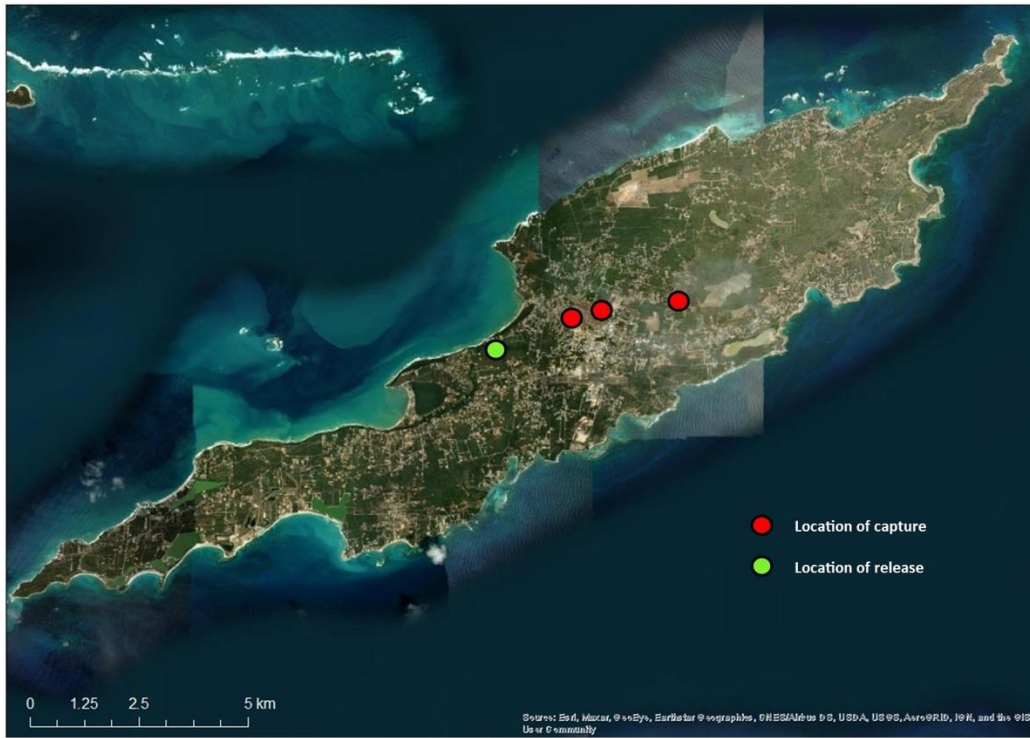 Location of capture
Location of release
0 1.25 2.5 5 km
Source: Esri, Maxar, GeoEye, Earthstar Geographics, CNES/Airbus DS, USDA, USGS, AeroGRID, IGN, and the GIS
User Community